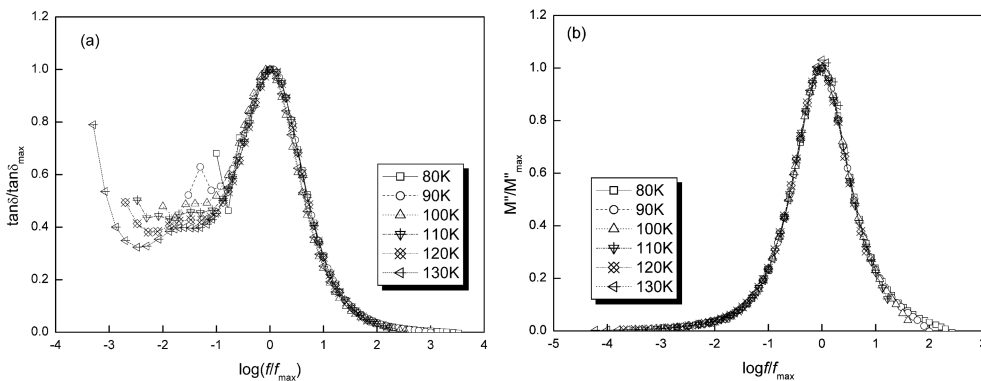 (a)
1.2
1.0
0.8
0.6
0.4
0.2
0.0
tanδ/tanδmax
-4 -3 -2 -1 0 1 2 3 4
log(f/fmax)
80K
90K
100K
110K
120K
130K
(b)
1.2
1.0
0.8
0.6
0.4
0.2
0.0
M"/M"max
-5 -4 -3 -2 -1 0 1 2 3
logf/fmax
80K
90K
100K
110K
120K
130K